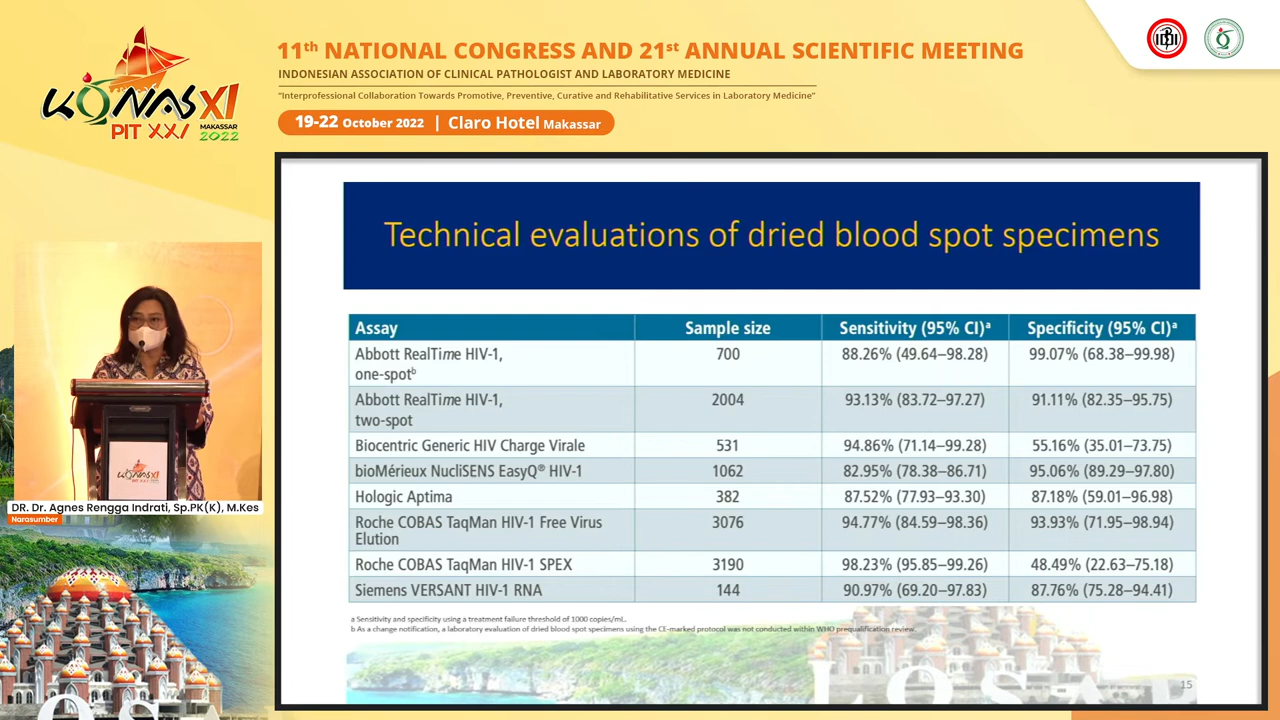 KONAS XI
PIT XXI
MAKASSAR
2022
11th NATIONAL CONGRESS AND 21st ANNUAL SCIENTIFIC MEETING
INDONESIAN ASSOCIATION OF CLINICAL PATHOLOGIST AND LABORATORY MEDICINE
"Interprofessional Collaboration Towards Promotive, Preventive, Curative and Rehabilitative Services in Laboratory Medicine"
19-22 October 2022 | Claro Hotel Makassar
Technical evaluations of dried blood spot specimens
Assay Sample size Sensitivity (95% CI)ᵃ Specificity (95% CI)ᵃ
Abbott RealTime HIV-1, 700 88.26% (49.64–98.28) 99.07% (68.38–99.98)
one-spotᵇ
Abbott RealTime HIV-1, 2004 93.13% (83.72–97.27) 91.11% (82.35–95.75)
two-spot
Biocentric Generic HIV Charge Virale 531 94.86% (71.14–99.28) 55.16% (35.01–73.75)
bioMérieux NucliSENS EasyQ® HIV-1 1062 82.95% (78.38–86.71) 95.06% (89.29–97.80)
Hologic Aptima 382 87.52% (77.93–93.30) 87.18% (59.01–96.98)
Roche COBAS TaqMan HIV-1 Free Virus 3076 94.77% (84.59–98.36) 93.93% (71.95–98.94)
Elution
Roche COBAS TaqMan HIV-1 SPEX 3190 98.23% (95.85–99.26) 48.49% (22.63–75.18)
Siemens VERSANT HIV-1 RNA 144 90.97% (69.20–97.83) 87.76% (75.28–94.41)
a Sensitivity and specificity using a treatment failure threshold of 1000 copies/mL.
b As a change notification, a laboratory evaluation of dried blood spot specimens using the CE-marked protocol was not conducted within WHO prequalification review.
15
KONAS XI
DR. Dr. Agnes Rengga Indrati, Sp.PK(K), M.Kes
Narasumber